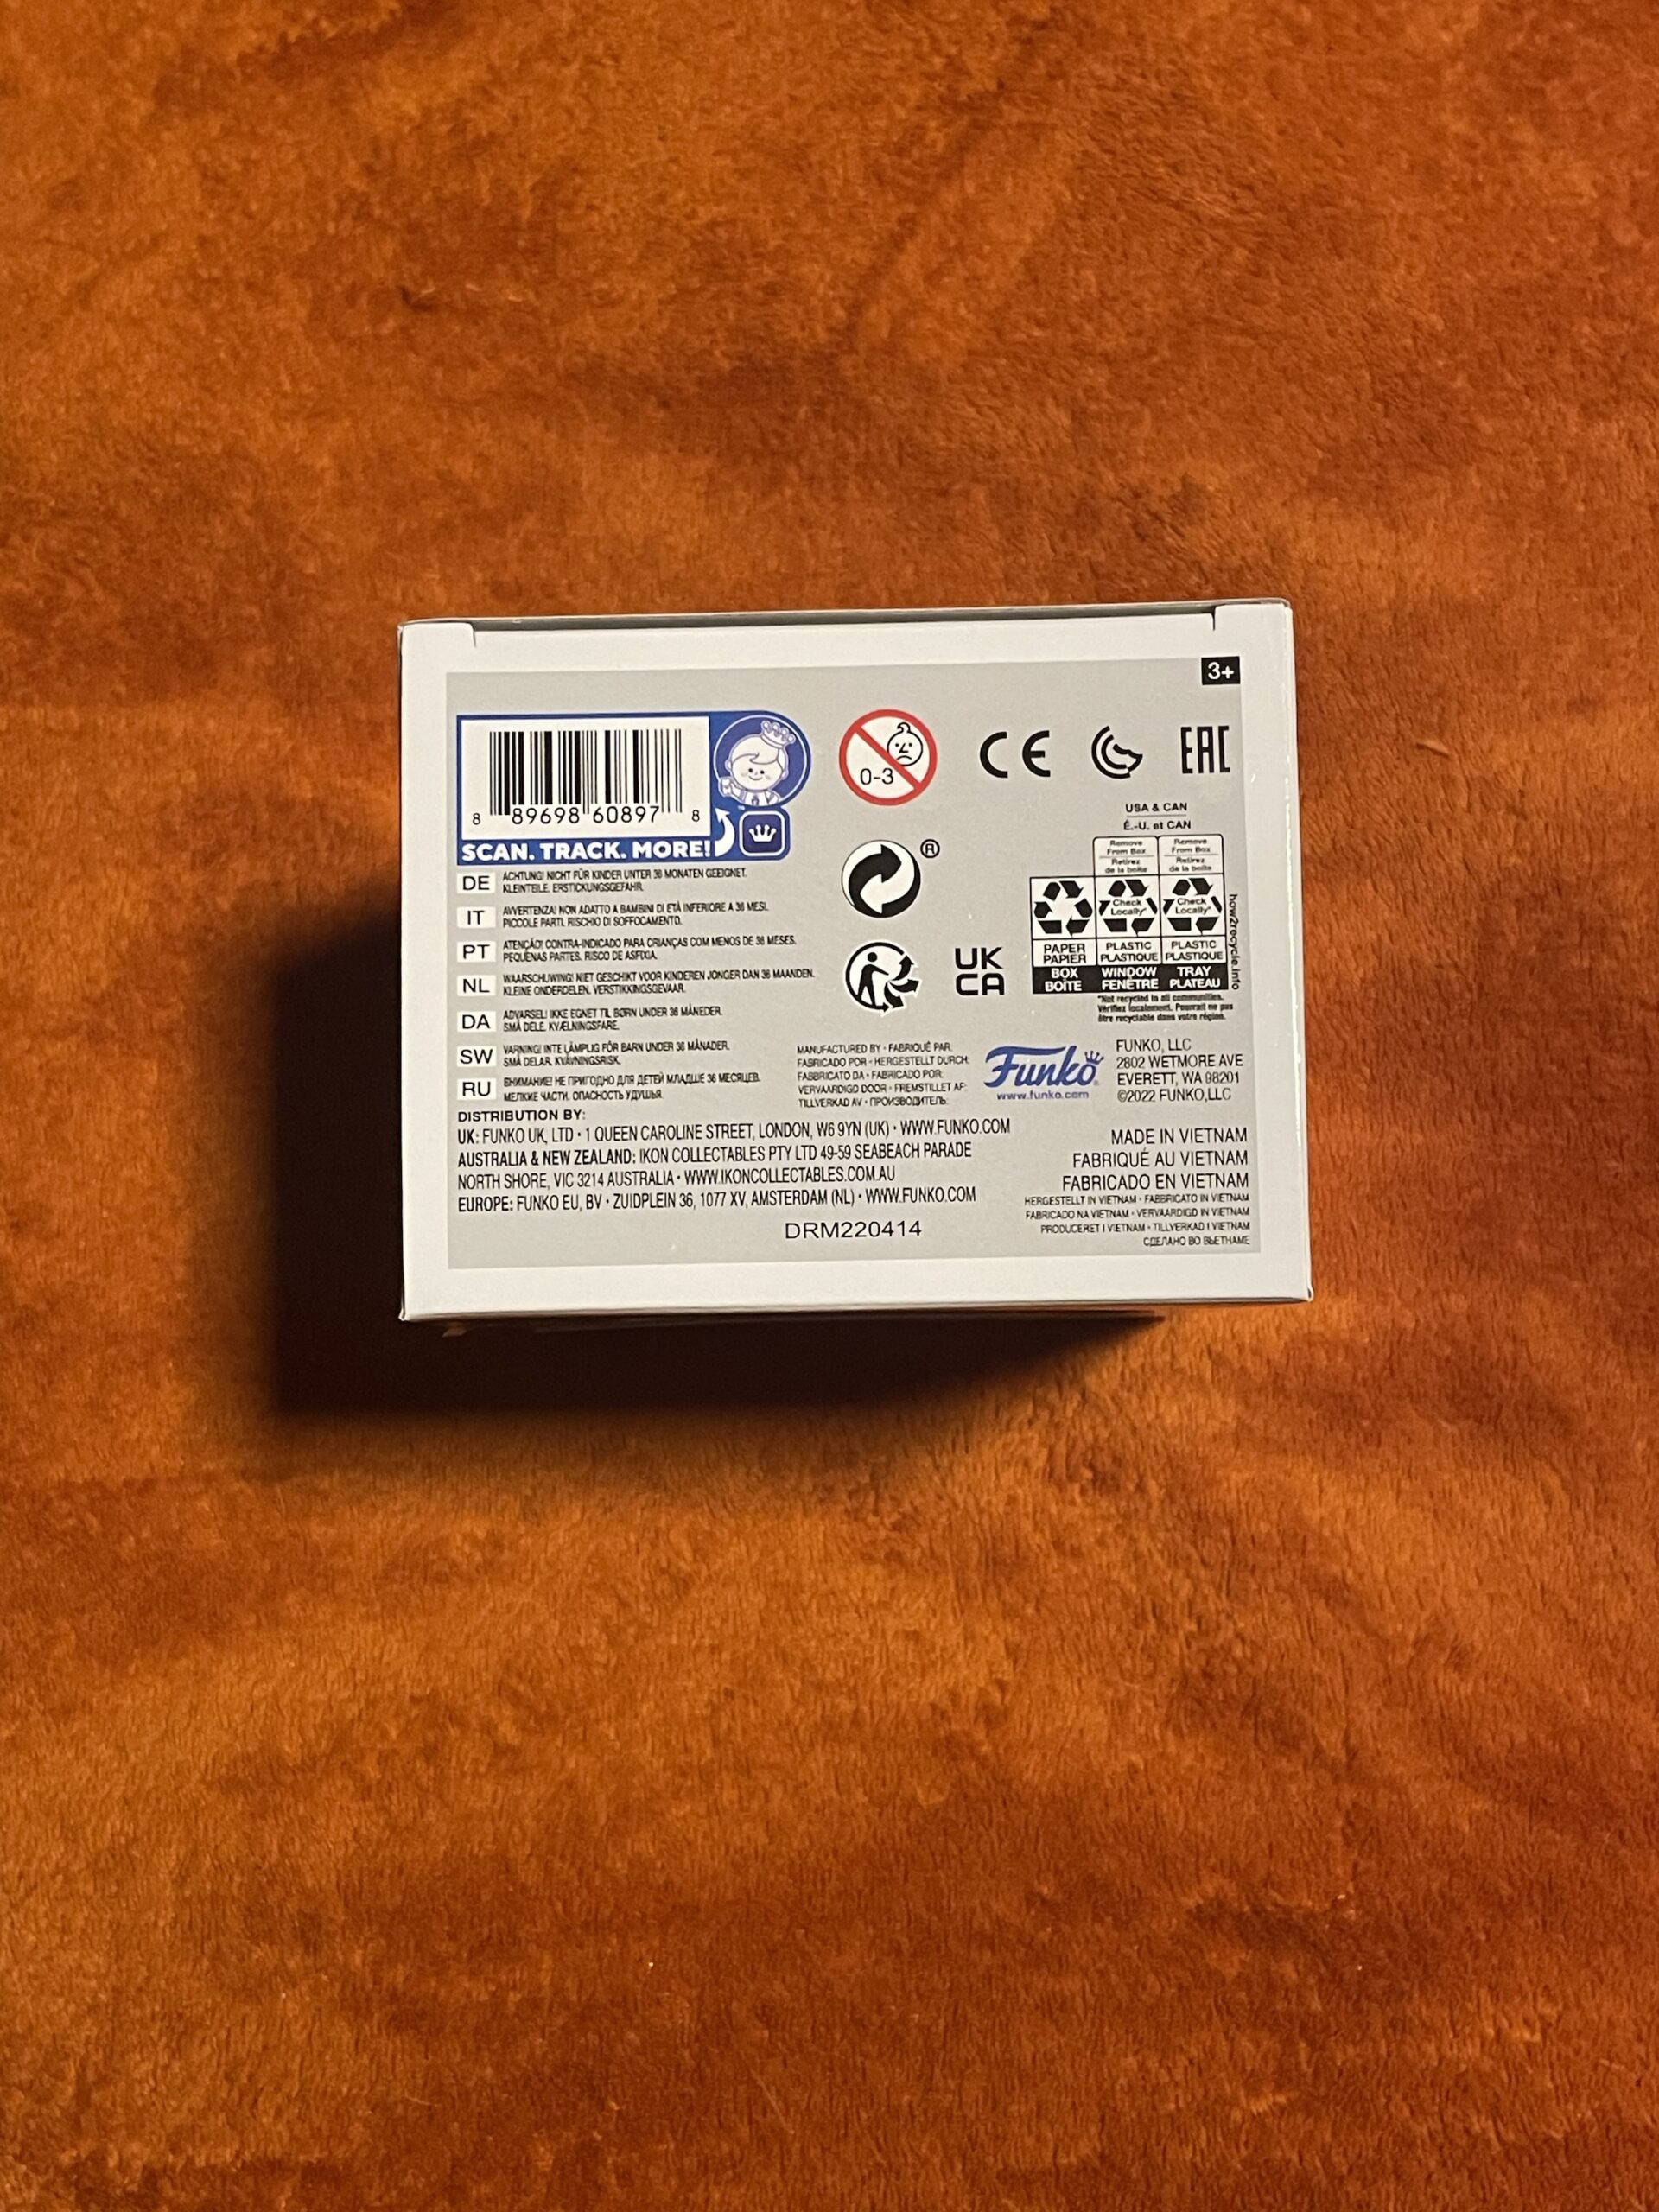 3+
8 89698 60897 8
SCAN. TRACK. MORE!
0-3
CE
EAC
USA & CAN
É.-U. et CAN
Remove From Box
Retirez de la boîte
Remove From Box
Retirez de la boîte
Check Locally*
Check Locally*
PAPER PAPIER
PLASTIC PLASTIQUE
PLASTIC PLASTIQUE
BOX BOÎTE
WINDOW FENÊTRE
TRAY PLATEAU
how2recycle.info
*Not recycled in all communities.
Vérifiez localement. Pourrait ne pas
être recyclable dans votre région.
®
UK
CA
DE ACHTUNG! NICHT FÜR KINDER UNTER 36 MONATEN GEEIGNET.
KLEINTEILE. ERSTICKUNGSGEFAHR.
IT AVVERTENZA! NON ADATTO A BAMBINI DI ETÀ INFERIORE A 36 MESI.
PICCOLE PARTI. RISCHIO DI SOFFOCAMENTO.
PT ATENÇÃO! CONTRA-INDICADO PARA CRIANÇAS COM MENOS DE 36 MESES.
PEQUENAS PARTES. RISCO DE ASFIXIA.
NL WAARSCHUWING! NIET GESCHIKT VOOR KINDEREN JONGER DAN 36 MAANDEN.
KLEINE ONDERDELEN. VERSTIKKINGSGEVAAR.
DA ADVARSEL! IKKE EGNET TIL BØRN UNDER 36 MÅNEDER.
SMÅ DELE. KVÆLNINGSFARE.
SW VARNING! INTE LÄMPLIG FÖR BARN UNDER 36 MÅNADER.
SMÅ DELAR. KVÄVNINGSRISK.
RU ВНИМАНИЕ! НЕ ПРИГОДНО ДЛЯ ДЕТЕЙ МЛАДШЕ 36 МЕСЯЦЕВ.
МЕЛКИЕ ЧАСТИ. ОПАСНОСТЬ УДУШЬЯ.
MANUFACTURED BY • FABRIQUÉ PAR:
FABRICADO POR • HERGESTELLT DURCH:
FABBRICATO DA • FABRICADO POR:
VERVAARDIGD DOOR • FREMSTILLET AF:
TILLVERKAD AV • ПРОИЗВОДИТЕЛЬ:
Funko
www.funko.com
FUNKO, LLC
2802 WETMORE AVE
EVERETT, WA 98201
©2022 FUNKO,LLC
DISTRIBUTION BY:
UK: FUNKO UK, LTD • 1 QUEEN CAROLINE STREET, LONDON, W6 9YN (UK) • WWW.FUNKO.COM
AUSTRALIA & NEW ZEALAND: IKON COLLECTABLES PTY LTD 49-59 SEABEACH PARADE
NORTH SHORE, VIC 3214 AUSTRALIA • WWW.IKONCOLLECTABLES.COM.AU
EUROPE: FUNKO EU, BV • ZUIDPLEIN 36, 1077 XV, AMSTERDAM (NL) • WWW.FUNKO.COM
DRM220414
MADE IN VIETNAM
FABRIQUÉ AU VIETNAM
FABRICADO EN VIETNAM
HERGESTELLT IN VIETNAM • FABBRICATO IN VIETNAM
FABRICADO NA VIETNAM • VERVAARDIGD IN VIETNAM
PRODUCERET I VIETNAM • TILLVERKAD I VIETNAM
СДЕЛАНО ВО ВЬЕТНАМЕ